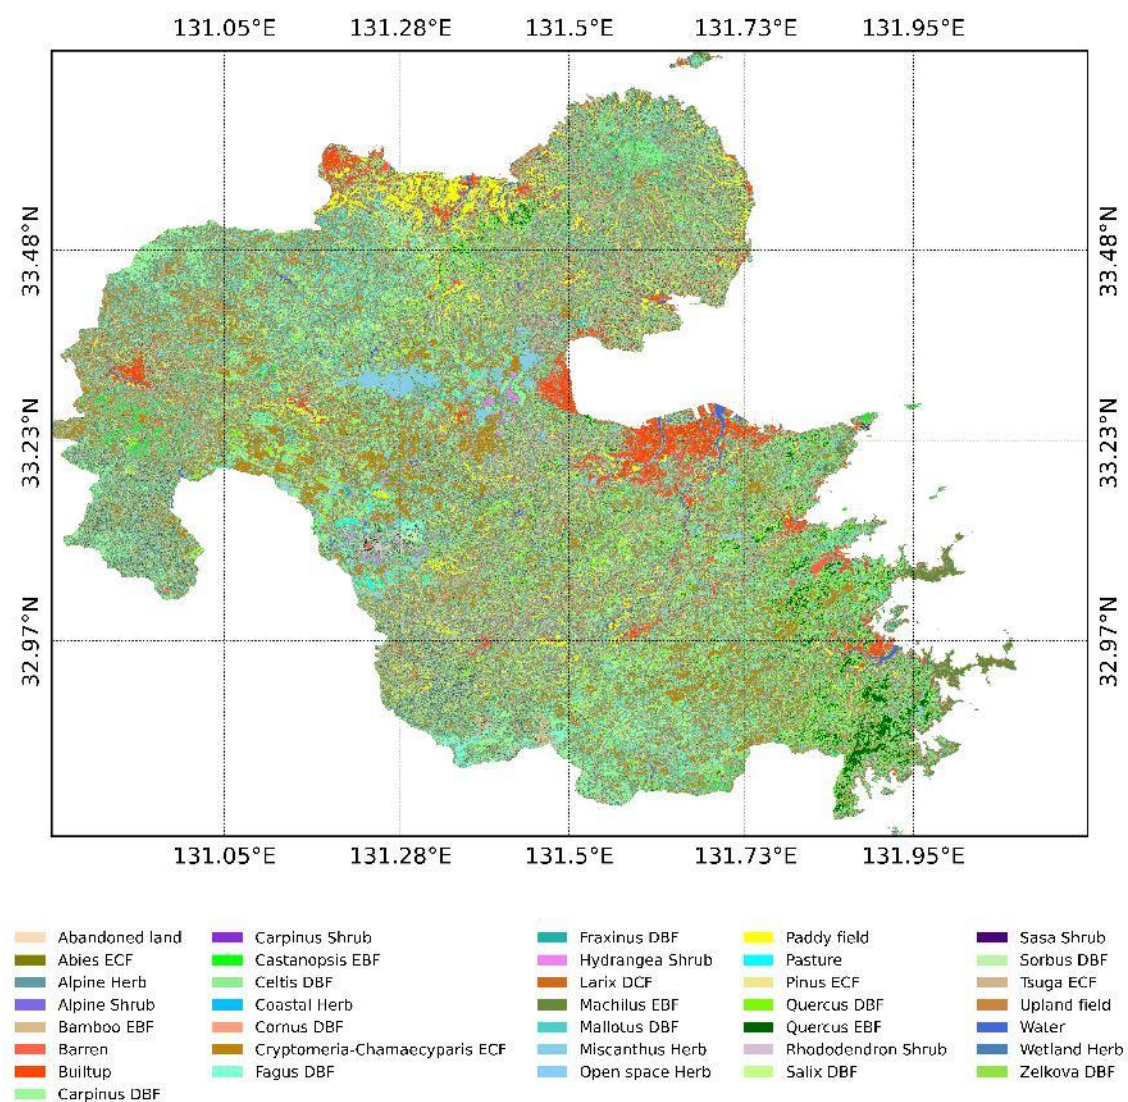 131.05°E 131.28°E 131.5°E 131.73°E 131.95°E
33.48°N 33.48°N
33.23°N 33.23°N
32.97°N 32.97°N
131.05°E 131.28°E 131.5°E 131.73°E 131.95°E
Abandoned land
Abies ECF
Alpine Herb
Alpine Shrub
Bamboo EBF
Barren
Builtup
Carpinus DBF
Carpinus Shrub
Castanopsis EBF
Celtis DBF
Coastal Herb
Cornus DBF
Cryptomeria-Chamaecyparis ECF
Fagus DBF
Fraxinus DBF
Hydrangea Shrub
Larix DCF
Machilus EBF
Mallotus DBF
Miscanthus Herb
Open space Herb
Paddy field
Pasture
Pinus ECF
Quercus DBF
Quercus EBF
Rhododendron Shrub
Salix DBF
Sasa Shrub
Sorbus DBF
Tsuga ECF
Upland field
Water
Wetland Herb
Zelkova DBF